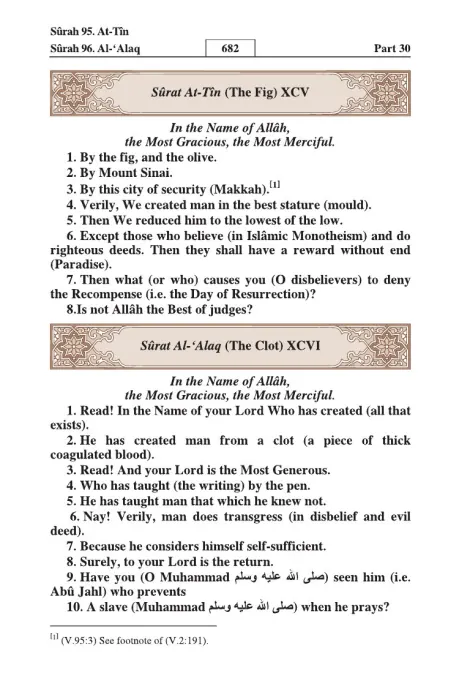 Sûrah 95. At-Tîn
Sûrah 96. Al-‘Alaq 682 Part 30
Sûrat At-Tîn (The Fig) XCV
In the Name of Allâh,
the Most Gracious, the Most Merciful.
1. By the fig, and the olive.
2. By Mount Sinai.
3. By this city of security (Makkah).[1]
4. Verily, We created man in the best stature (mould).
5. Then We reduced him to the lowest of the low.
6. Except those who believe (in Islâmic Monotheism) and do
righteous deeds. Then they shall have a reward without end
(Paradise).
7. Then what (or who) causes you (O disbelievers) to deny
the Recompense (i.e. the Day of Resurrection)?
8.Is not Allâh the Best of judges?
Sûrat Al-‘Alaq (The Clot) XCVI
In the Name of Allâh,
the Most Gracious, the Most Merciful.
1. Read! In the Name of your Lord Who has created (all that
exists).
2. He has created man from a clot (a piece of thick
coagulated blood).
3. Read! And your Lord is the Most Generous.
4. Who has taught (the writing) by the pen.
5. He has taught man that which he knew not.
6. Nay! Verily, man does transgress (in disbelief and evil
deed).
7. Because he considers himself self-sufficient.
8. Surely, to your Lord is the return.
9. Have you (O Muhammad صلى الله عليه وسلم) seen him (i.e.
Abû Jahl) who prevents
10. A slave (Muhammad صلى الله عليه وسلم) when he prays?
[1] (V.95:3) See footnote of (V.2:191).